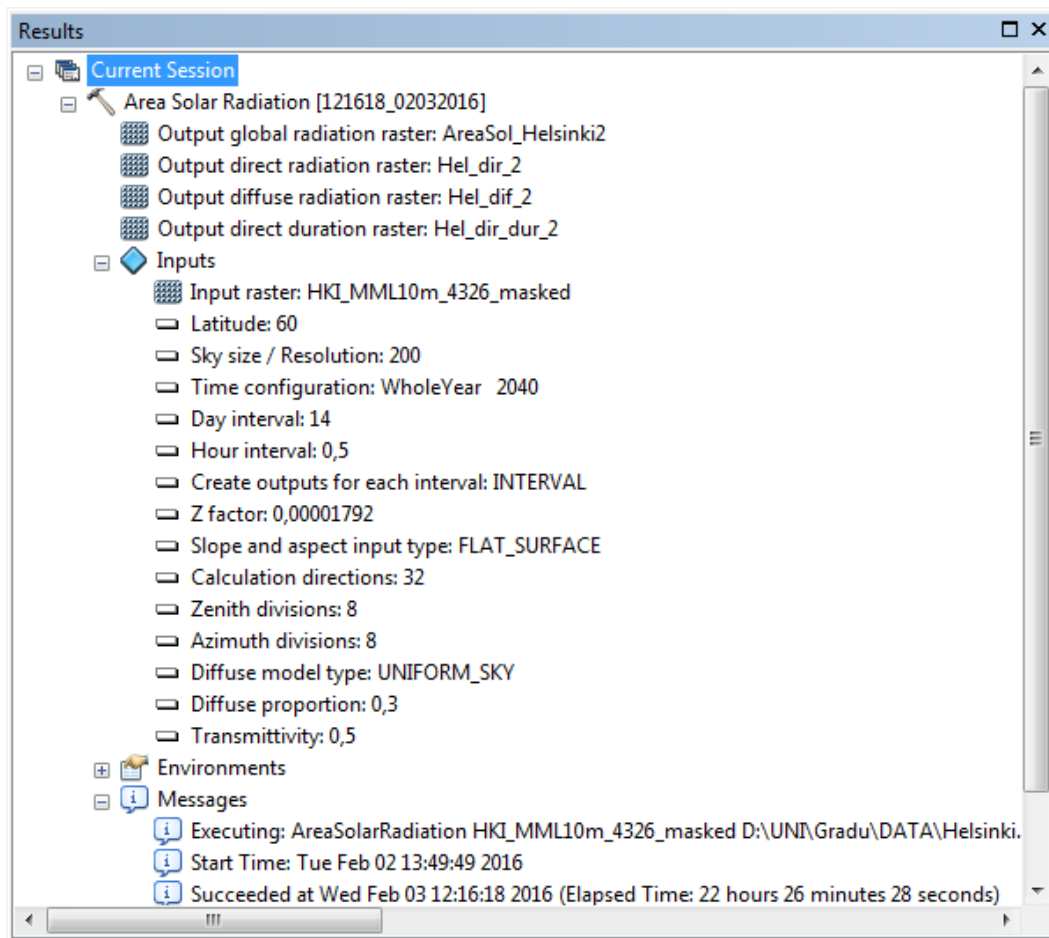 Results
Current Session
Area Solar Radiation [121618_02032016]
Output global radiation raster: AreaSol_Helsinki2
Output direct radiation raster: Hel_dir_2
Output diffuse radiation raster: Hel_dif_2
Output direct duration raster: Hel_dir_dur_2
Inputs
Input raster: HKI_MML10m_4326_masked
Latitude: 60
Sky size / Resolution: 200
Time configuration: WholeYear   2040
Day interval: 14
Hour interval: 0,5
Create outputs for each interval: INTERVAL
Z factor: 0,00001792
Slope and aspect input type: FLAT_SURFACE
Calculation directions: 32
Zenith divisions: 8
Azimuth divisions: 8
Diffuse model type: UNIFORM_SKY
Diffuse proportion: 0,3
Transmittivity: 0,5
Environments
Messages
Executing: AreaSolarRadiation HKI_MML10m_4326_masked D:\UNI\Gradu\DATA\Helsinki.
Start Time: Tue Feb 02 13:49:49 2016
Succeeded at Wed Feb 03 12:16:18 2016 (Elapsed Time: 22 hours 26 minutes 28 seconds)